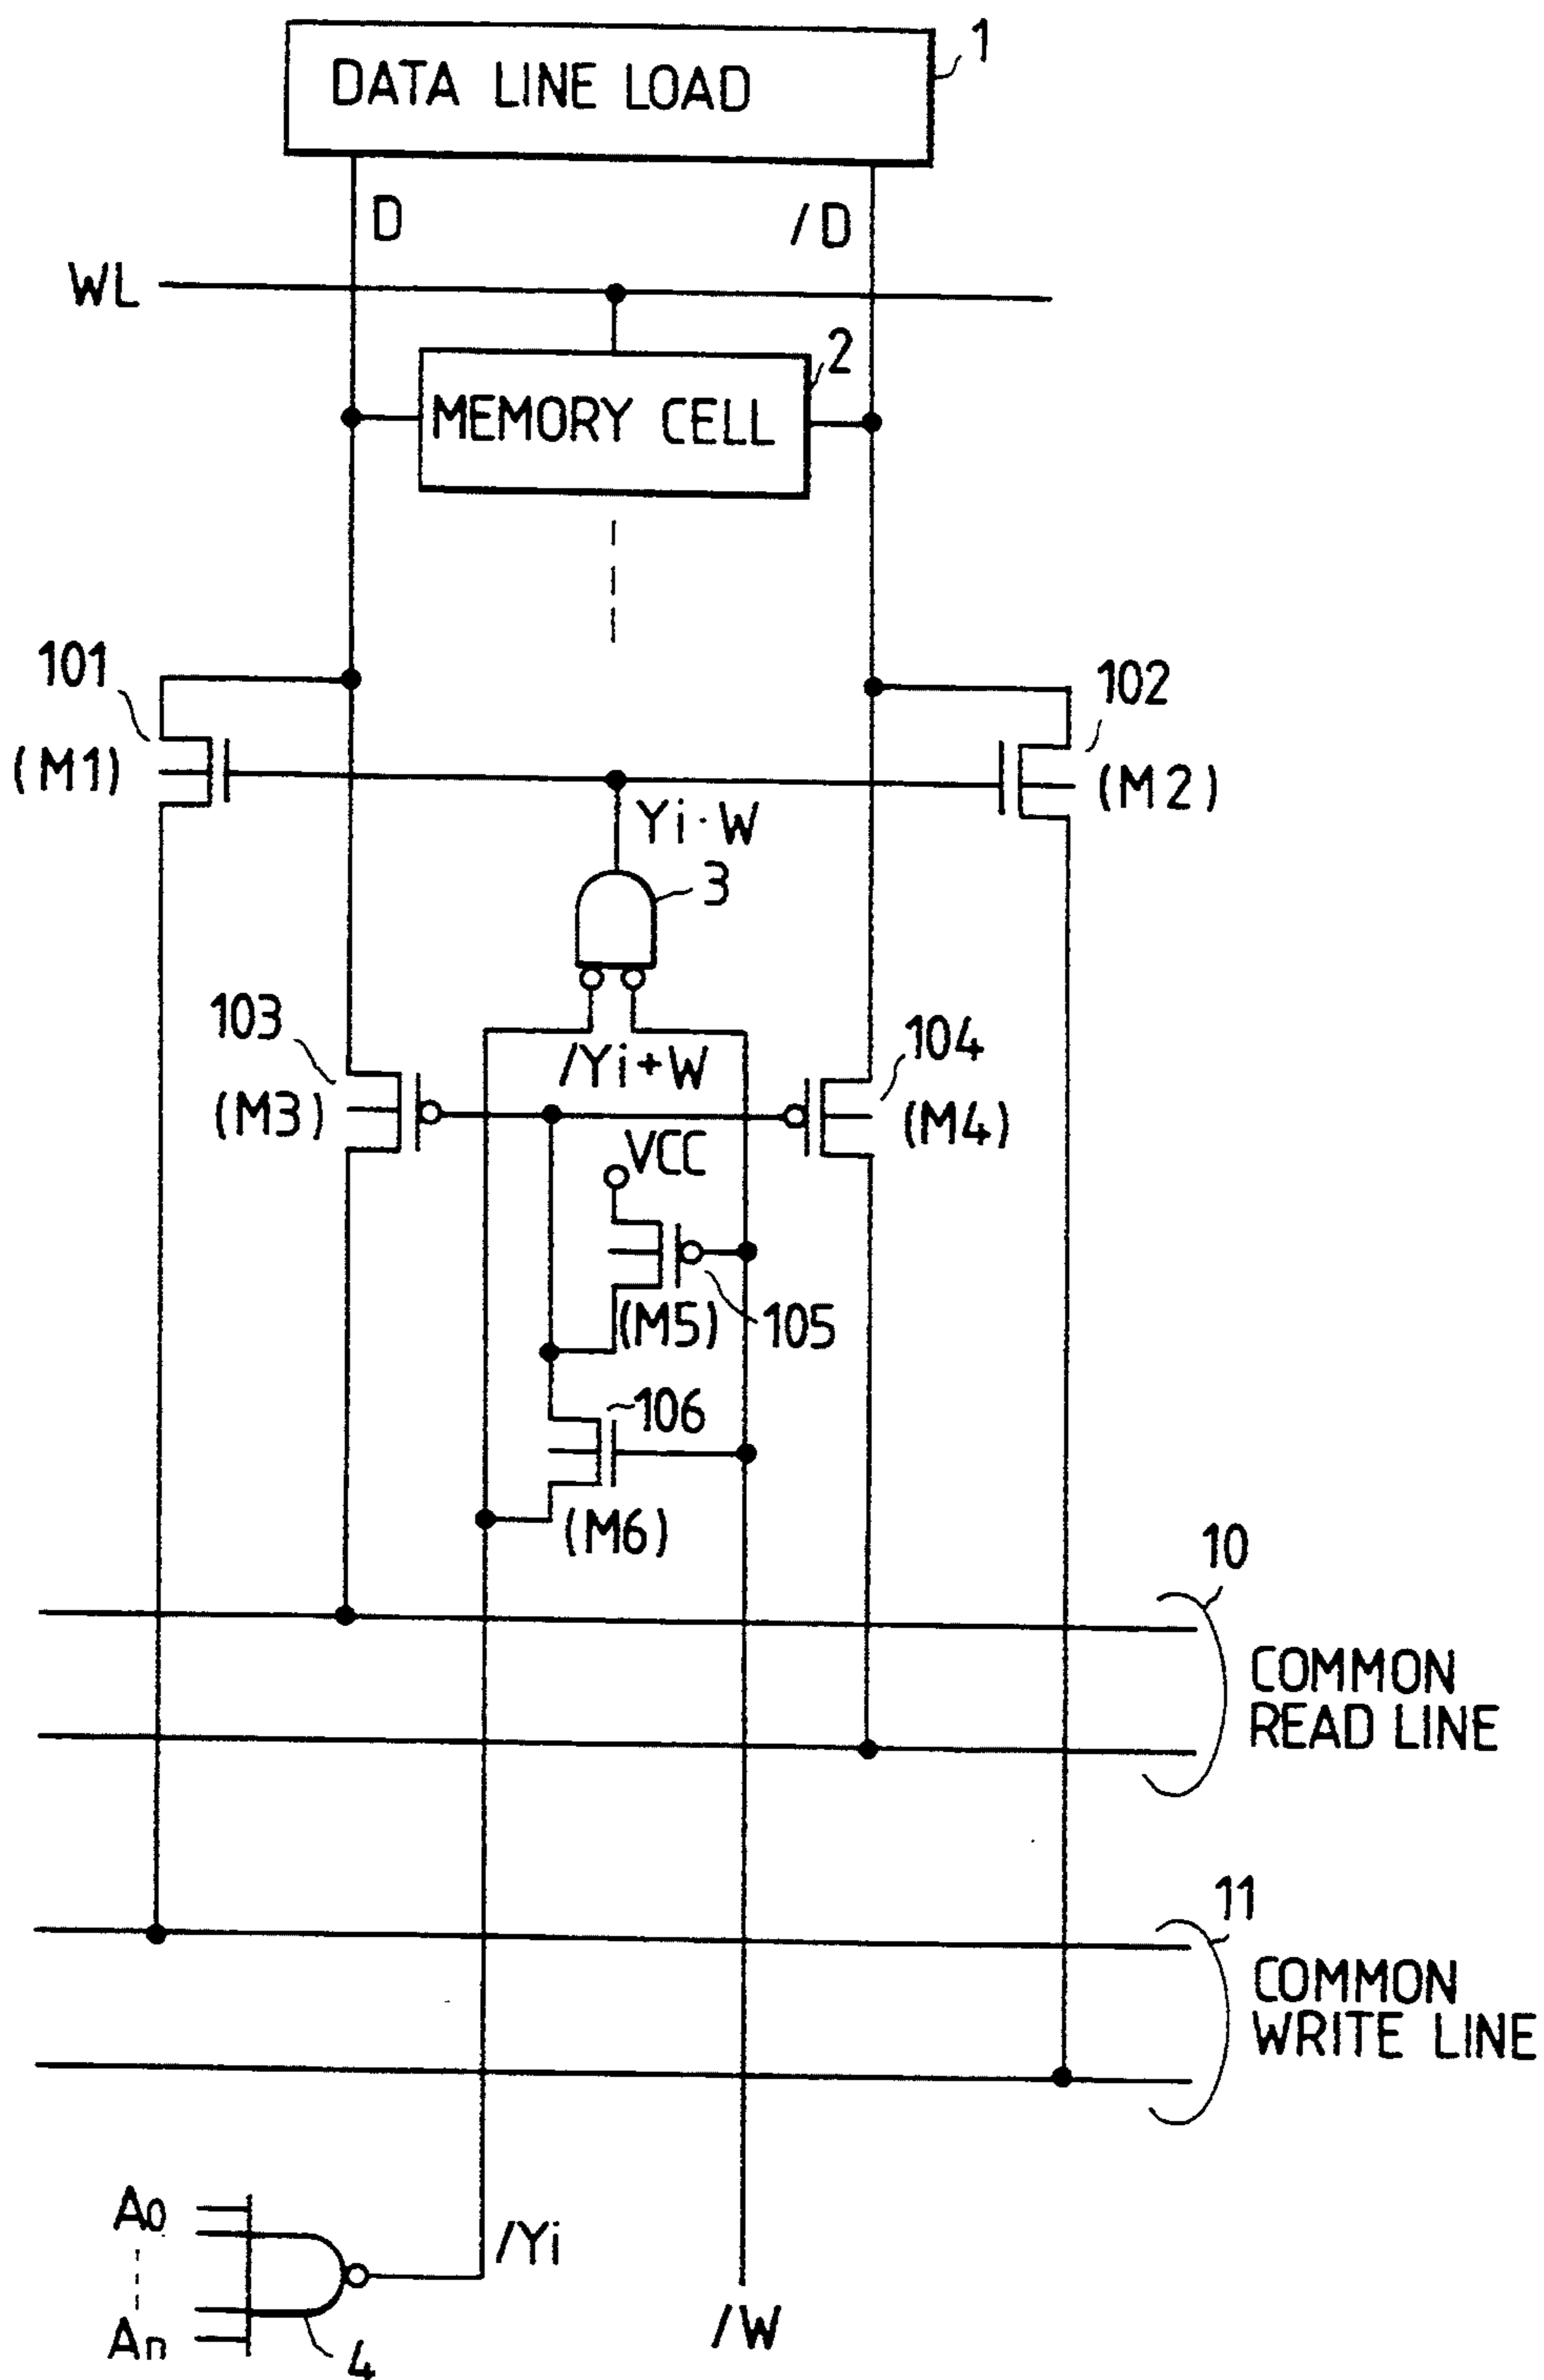 DATA LINE LOAD
1
D
/D
WL
2
MEMORY CELL
101
(M1)
102
(M2)
Yi·W
3
103
(M3)
/Yi+W
104
(M4)
VCC
(M5)
105
106
(M6)
10
COMMON
READ LINE
11
COMMON
WRITE LINE
A0
An
4
/Yi
/W